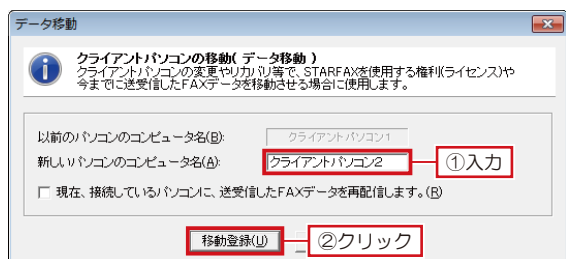 データ移動
クライアントパソコンの移動( データ移動 )
クライアントパソコンの変更やリカバリ等で、STARFAXを使用する権利(ライセンス)や
今までに送受信したFAXデータを移動させる場合に使用します。
以前のパソコンのコンピュータ名(B):
クライアントパソコン1
新しいパソコンのコンピュータ名(A):
クライアントパソコン2
①入力
現在、接続しているパソコンに、送受信したFAXデータを再配信します。(R)
移動登録(U)
②クリック